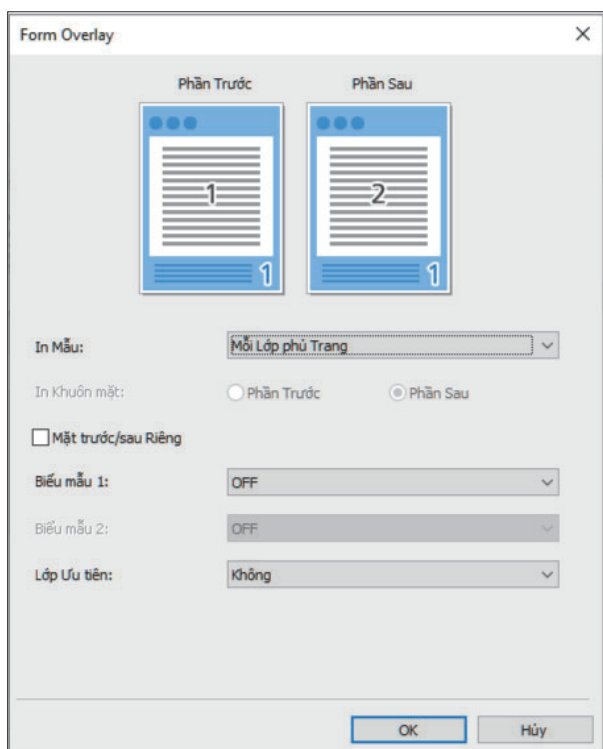 Form Overlay
Phần Trước Phần Sau
1 2
1 1
In Mẫu: Mỗi Lớp phủ Trang
In Khuôn mặt: Phần Trước Phần Sau
Mặt trước/sau Riêng
Biểu mẫu 1: OFF
Biểu mẫu 2: OFF
Lớp Ưu tiên: Không
OK Hủy